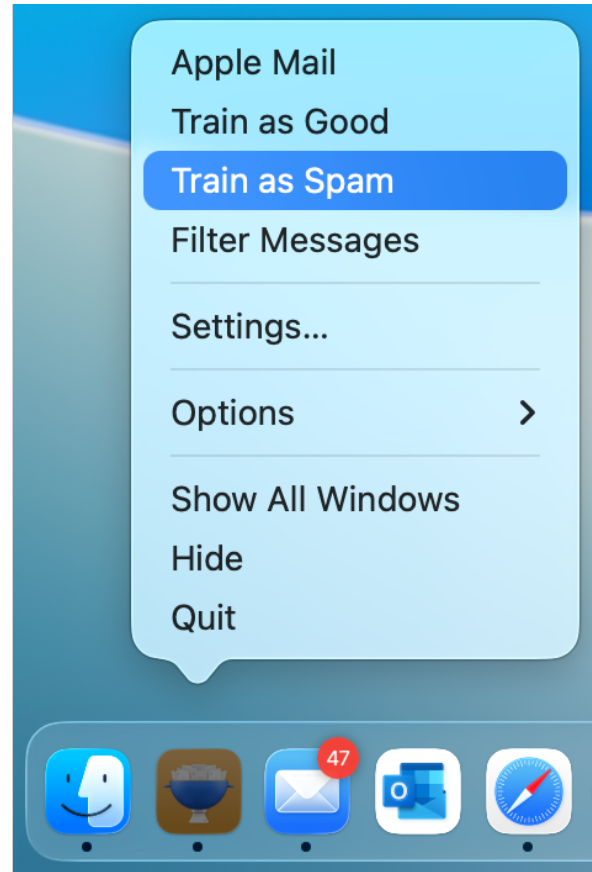 Apple Mail
Train as Good
Train as Spam
Filter Messages
Settings...
Options
Show All Windows
Hide
Quit
47
O